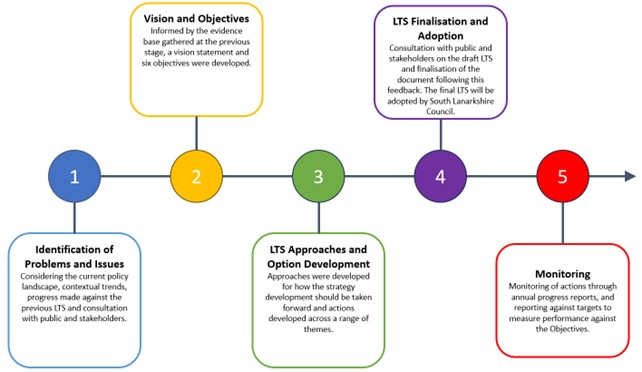 Vision and Objectives
Informed by the evidence
base gathered at the previous
stage, a vision statement and
six objectives were developed.
LTS Finalisation and
Adoption
Consultation with public and
stakeholders on the draft LTS
and finalisation of the
document following this
feedback. The final LTS will be
adopted by South Lanarkshire
Council.
1
2
3
4
5
Identification of
Problems and Issues
Considering the current policy
landscape, contextual trends,
progress made against the
previous LTS and consultation
with public and stakeholders.
LTS Approaches and
Option Development
Approaches were developed
for how the strategy
development should be taken
forward and actions
developed across a range of
themes.
Monitoring
Monitoring of actions through
annual progress reports, and
reporting against targets to
measure performance against
the Objectives.